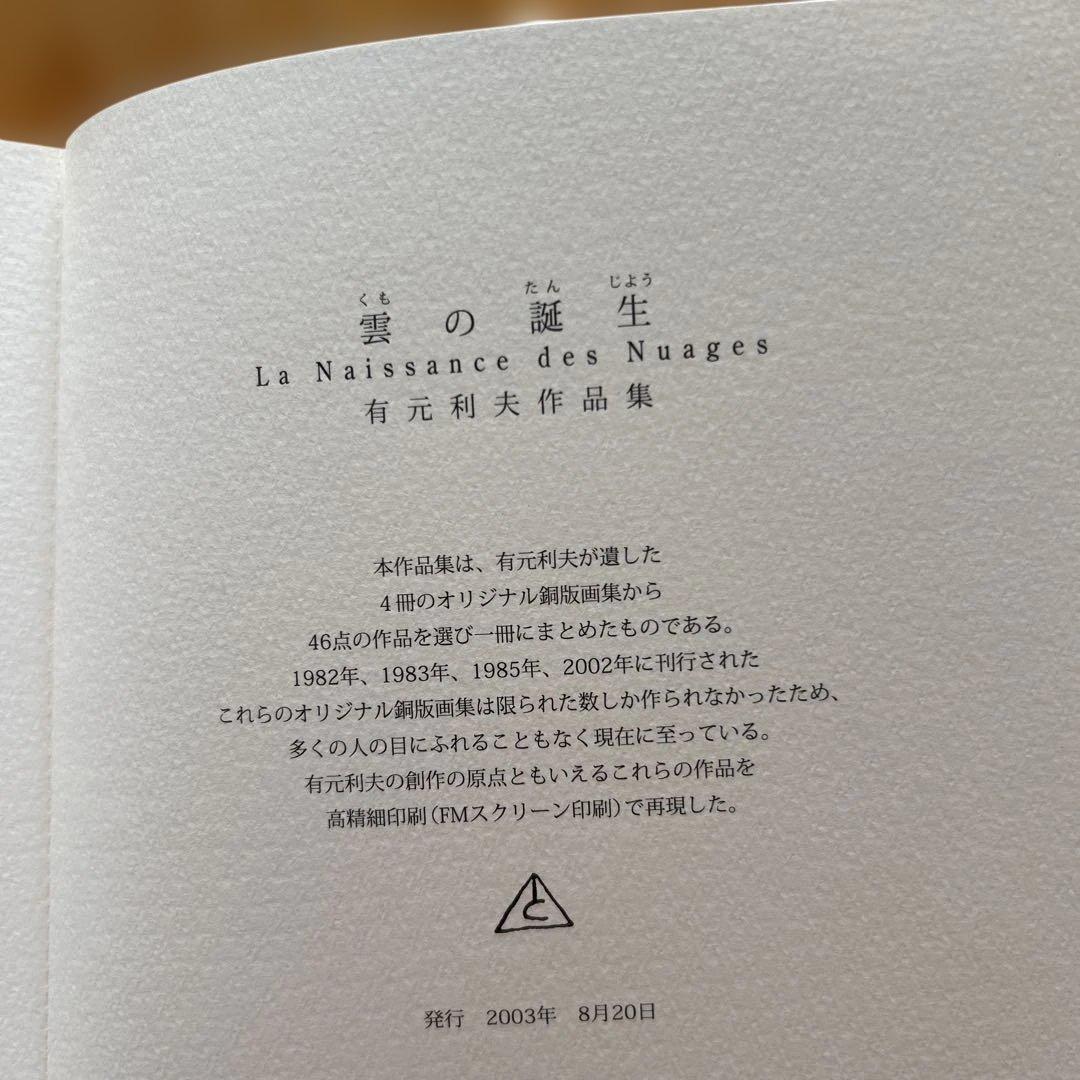 くも たん じよう
雲の誕生
La Naissance des Nuages
有元利夫作品集
本作品集は、有元利夫が遺した
4冊のオリジナル銅版画集から
46点の作品を選び一冊にまとめたものである。
1982年、1983年、1985年、2002年に刊行された
これらのオリジナル銅版画集は限られた数しか作られなかったため、
多くの人の目にふれることもなく現在に至っている。
有元利夫の創作の原点ともいえるこれらの作品を
高精細印刷（FMスクリーン印刷）で再現した。
と
発行 2003年 8月20日